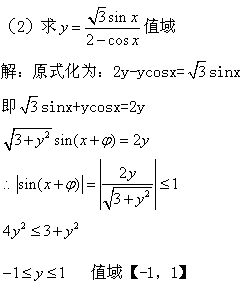 （2）求 y = √3 sin x / (2 − cos x) 值域
解：原式化为：2y-ycosx=√3 sinx
即√3 sinx+ycosx=2y
√(3+y²) sin(x+φ) = 2y
∴ |sin(x+φ)| = |2y / √(3+y²)| ≤ 1
4y² ≤ 3+y²
−1≤y≤1 值域【-1，1】